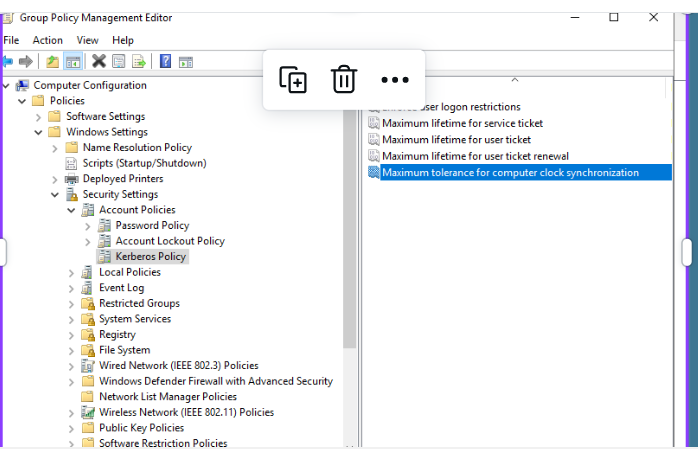 Group Policy Management Editor
File Action View Help
Computer Configuration
Policies
Software Settings
Windows Settings
Name Resolution Policy
Scripts (Startup/Shutdown)
Deployed Printers
Security Settings
Account Policies
Password Policy
Account Lockout Policy
Kerberos Policy
Local Policies
Event Log
Restricted Groups
System Services
Registry
File System
Wired Network (IEEE 802.3) Policies
Windows Defender Firewall with Advanced Security
Network List Manager Policies
Wireless Network (IEEE 802.11) Policies
Public Key Policies
Software Restriction Policies
user logon restrictions
Maximum lifetime for service ticket
Maximum lifetime for user ticket
Maximum lifetime for user ticket renewal
Maximum tolerance for computer clock synchronization